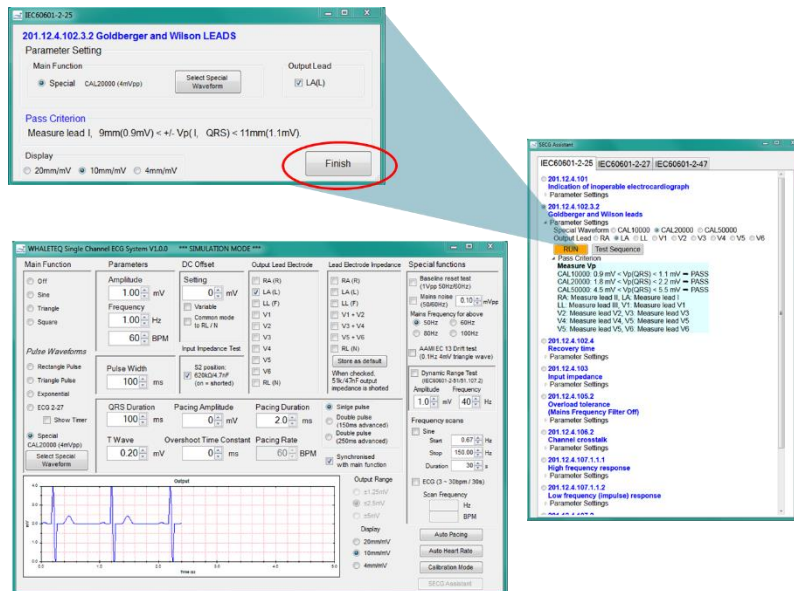 IEC60601-2-25
201.12.4.102.3.2 Goldberger and Wilson LEADS
Parameter Setting
Main Function
Output Lead
Special CAL20000 (4mVpp)
Select Special
Waveform
LA(L)
Pass Criterion
Measure lead I, 9mm(0.9mV) < +/- Vp( I, QRS) < 11mm(1.1mV).
Display
20mm/mV 10mm/mV 4mm/mV
Finish
SECG Assistant
IEC60601-2-25 IEC60601-2-27 IEC60601-2-47
201.12.4.101
Indication of inoperable electrocardiograph
Parameter Settings
201.12.4.102.3.2
Goldberger and Wilson leads
Parameter Settings
Special Waveform CAL10000 CAL20000 CAL50000
Output Lead RA LA LL V1 V2 V3 V4 V5 V6
RUN Test Sequence
Pass Criterion
Measure Vp
CAL10000: 0.9 mV < Vp(QRS) < 1.1 mV ➡ PASS
CAL20000: 1.8 mV < Vp(QRS) < 2.2 mV ➡ PASS
CAL50000: 4.5 mV < Vp(QRS) < 5.5 mV ➡ PASS
RA: Measure lead II, LA: Measure lead I
LL: Measure lead III, V1: Measure lead V1
V2: Measure lead V2, V3: Measure lead V3
V4: Measure lead V4, V5: Measure lead V5
V5: Measure lead V5, V6: Measure lead V6
201.12.4.102.4
Recovery time
Parameter Settings
201.12.4.103
Input impedance
Parameter Settings
201.12.4.105.2
Overload tolerance
(Mains Frequency Filter Off)
Parameter Settings
201.12.4.106.2
Channel crosstalk
Parameter Settings
201.12.4.107.1.1.1
High frequency response
Parameter Settings
201.12.4.107.1.1.2
Low frequency (impulse) response
Parameter Settings
WHALETEQ Single Channel ECG System V1.0.0 *** SIMULATION MODE ***
Main Function
Off
Sine
Triangle
Square
Pulse Waveforms
Rectangle Pulse
Triangle Pulse
Exponential
ECG 2-27
Show Timer
Special
CAL20000 (4mVpp)
Select Special
Waveform
Parameters
Amplitude
1.00 mV
Frequency
1.00 Hz
60 BPM
Pulse Width
100 ms
DC Offset
Setting
0 mV
Variable
Common mode
to RL / N
Input Impedance Test
S2 position:
620kΩ/4.7nF
(on = shorted)
Output Lead Electrode
RA (R)
LA (L)
LL (F)
V1
V2
V3
V4
V5
V6
RL (N)
Lead Electrode Impedance
RA (R)
LA (L)
LL (F)
V1 + V2
V3 + V4
V5 + V6
RL (N)
Store as default
When checked,
51k/47nF output
impedance is shorted
QRS Duration
100 ms
Pacing Amplitude
0 mV
Pacing Duration
2.0 ms
T Wave
0.20 mV
Overshoot Time Constant
0 ms
Pacing Rate
60 BPM
Single pulse
Double pulse
(150ms advanced)
Double pulse
(250ms advanced)
Synchronised
with main function
Special functions
Baseline reset test
(1Vpp 50Hz/60Hz)
Mains noise
(50/60Hz) 0.10 mVpp
Mains Frequency for above
50Hz 60Hz
80Hz 100Hz
AAMI EC 13 Drift test
(0.1Hz 4mV triangle wave)
Dynamic Range Test
(IEC60601-2-51/51.107.2)
Amplitude Frequency
1.0 mV 40 Hz
Frequency scans
Sine
Start 0.67 Hz
Stop 150.00 Hz
Duration 30 s
ECG (3 ~ 30bpm / 30s)
Scan Frequency
Hz
BPM
Auto Pacing
Auto Heart Rate
Calibration Mode
SECG Assistant
Output
4.0
3.0
2.0
1.0
mV
Time (s)
Output Range
±1.25mV
±2.5mV
±5mV
Display
20mm/mV
10mm/mV
4mm/mV